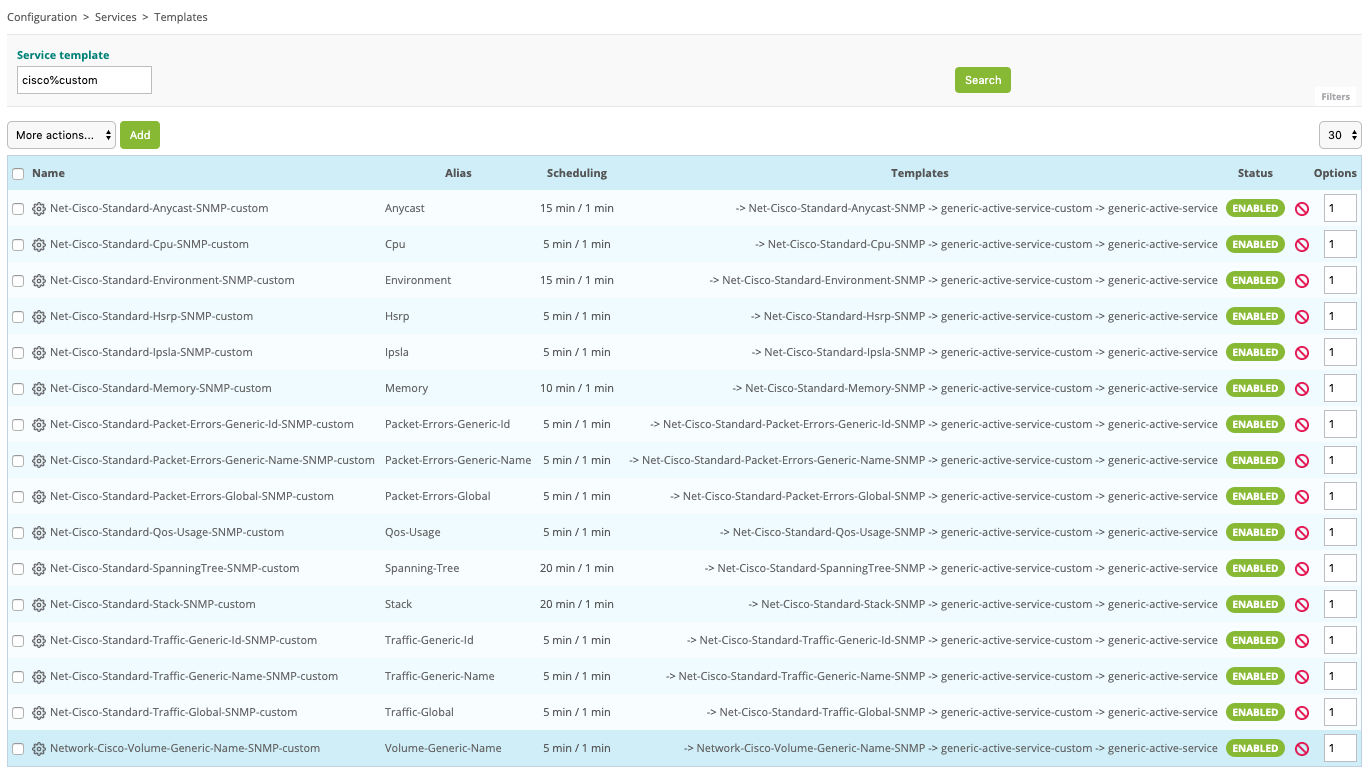 Configuration > Services > Templates
Service template
cisco%custom
Search
Filters
More actions... Add 30
Name Alias Scheduling Templates Status Options
Net-Cisco-Standard-Anycast-SNMP-custom Anycast 15 min / 1 min -> Net-Cisco-Standard-Anycast-SNMP -> generic-active-service-custom -> generic-active-service ENABLED 1
Net-Cisco-Standard-Cpu-SNMP-custom Cpu 5 min / 1 min -> Net-Cisco-Standard-Cpu-SNMP -> generic-active-service-custom -> generic-active-service ENABLED 1
Net-Cisco-Standard-Environment-SNMP-custom Environment 15 min / 1 min -> Net-Cisco-Standard-Environment-SNMP -> generic-active-service-custom -> generic-active-service ENABLED 1
Net-Cisco-Standard-Hsrp-SNMP-custom Hsrp 5 min / 1 min -> Net-Cisco-Standard-Hsrp-SNMP -> generic-active-service-custom -> generic-active-service ENABLED 1
Net-Cisco-Standard-Ipsla-SNMP-custom Ipsla 5 min / 1 min -> Net-Cisco-Standard-Ipsla-SNMP -> generic-active-service-custom -> generic-active-service ENABLED 1
Net-Cisco-Standard-Memory-SNMP-custom Memory 10 min / 1 min -> Net-Cisco-Standard-Memory-SNMP -> generic-active-service-custom -> generic-active-service ENABLED 1
Net-Cisco-Standard-Packet-Errors-Generic-Id-SNMP-custom Packet-Errors-Generic-Id 5 min / 1 min -> Net-Cisco-Standard-Packet-Errors-Generic-Id-SNMP -> generic-active-service-custom -> generic-active-service ENABLED 1
Net-Cisco-Standard-Packet-Errors-Generic-Name-SNMP-custom Packet-Errors-Generic-Name 5 min / 1 min -> Net-Cisco-Standard-Packet-Errors-Generic-Name-SNMP -> generic-active-service-custom -> generic-active-service ENABLED 1
Net-Cisco-Standard-Packet-Errors-Global-SNMP-custom Packet-Errors-Global 5 min / 1 min -> Net-Cisco-Standard-Packet-Errors-Global-SNMP -> generic-active-service-custom -> generic-active-service ENABLED 1
Net-Cisco-Standard-Qos-Usage-SNMP-custom Qos-Usage 5 min / 1 min -> Net-Cisco-Standard-Qos-Usage-SNMP -> generic-active-service-custom -> generic-active-service ENABLED 1
Net-Cisco-Standard-SpanningTree-SNMP-custom Spanning-Tree 20 min / 1 min -> Net-Cisco-Standard-SpanningTree-SNMP -> generic-active-service-custom -> generic-active-service ENABLED 1
Net-Cisco-Standard-Stack-SNMP-custom Stack 20 min / 1 min -> Net-Cisco-Standard-Stack-SNMP -> generic-active-service-custom -> generic-active-service ENABLED 1
Net-Cisco-Standard-Traffic-Generic-Id-SNMP-custom Traffic-Generic-Id 5 min / 1 min -> Net-Cisco-Standard-Traffic-Generic-Id-SNMP -> generic-active-service-custom -> generic-active-service ENABLED 1
Net-Cisco-Standard-Traffic-Generic-Name-SNMP-custom Traffic-Generic-Name 5 min / 1 min -> Net-Cisco-Standard-Traffic-Generic-Name-SNMP -> generic-active-service-custom -> generic-active-service ENABLED 1
Net-Cisco-Standard-Traffic-Global-SNMP-custom Traffic-Global 5 min / 1 min -> Net-Cisco-Standard-Traffic-Global-SNMP -> generic-active-service-custom -> generic-active-service ENABLED 1
Network-Cisco-Volume-Generic-Name-SNMP-custom Volume-Generic-Name 5 min / 1 min -> Network-Cisco-Volume-Generic-Name-SNMP -> generic-active-service-custom -> generic-active-service ENABLED 1